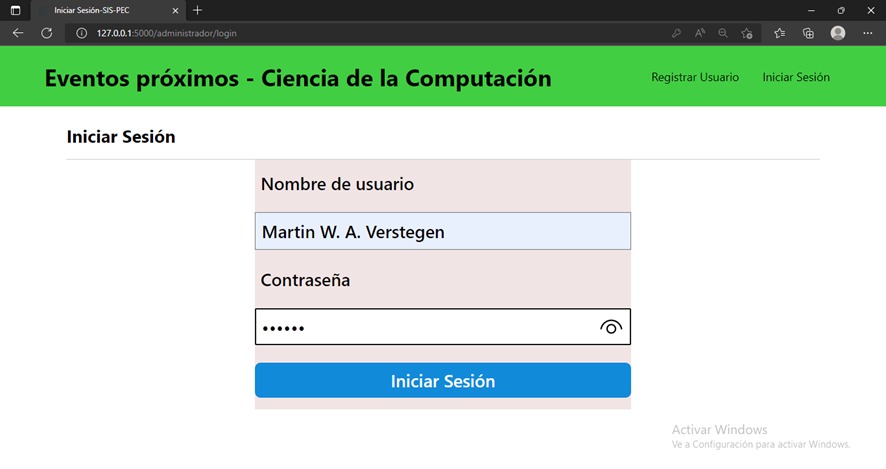 Iniciar Sesión-SIS-PEC
127.0.0.1:5000/administrador/login
Eventos próximos - Ciencia de la Computación
Registrar Usuario
Iniciar Sesión
Iniciar Sesión
Nombre de usuario
Martin W. A. Verstegen
Contraseña
••••••
Iniciar Sesión
Activar Windows
Ve a Configuración para activar Windows.